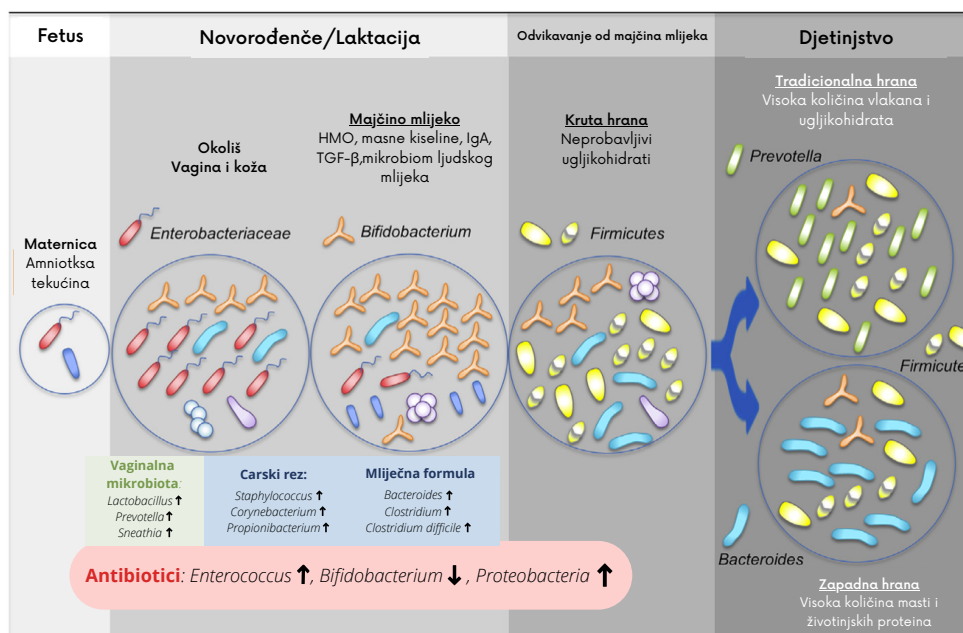 Fetus
Novorođenče/Laktacija
Odvikavanje od majčina mlijeka
Djetinjstvo
Maternica
Amniotksa
tekućina
Okoliš
Vagina i koža
Enterobacteriaceae
Majčino mlijeko
HMO, masne kiseline, IgA,
TGF-β,mikrobiom ljudskog
mlijeka
Bifidobacterium
Kruta hrana
Neprobavljivi
ugljikohidrati
Firmicutes
Tradicionalna hrana
Visoka količina vlakana i
ugljikohidrata
Prevotella
Firmicute
Bacteroides
Zapadna hrana
Visoka količina masti i
životinjskih proteina
Vaginalna
mikrobiota:
Lactobacillus ↑
Prevotella ↑
Sneathia ↑
Carski rez:
Staphylococcus ↑
Corynebacterium ↑
Propionibacterium ↑
Mliječna formula
Bacteroides ↑
Clostridium ↑
Clostridium difficile ↑
Antibiotici: Enterococcus ↑, Bifidobacterium ↓, Proteobacteria ↑